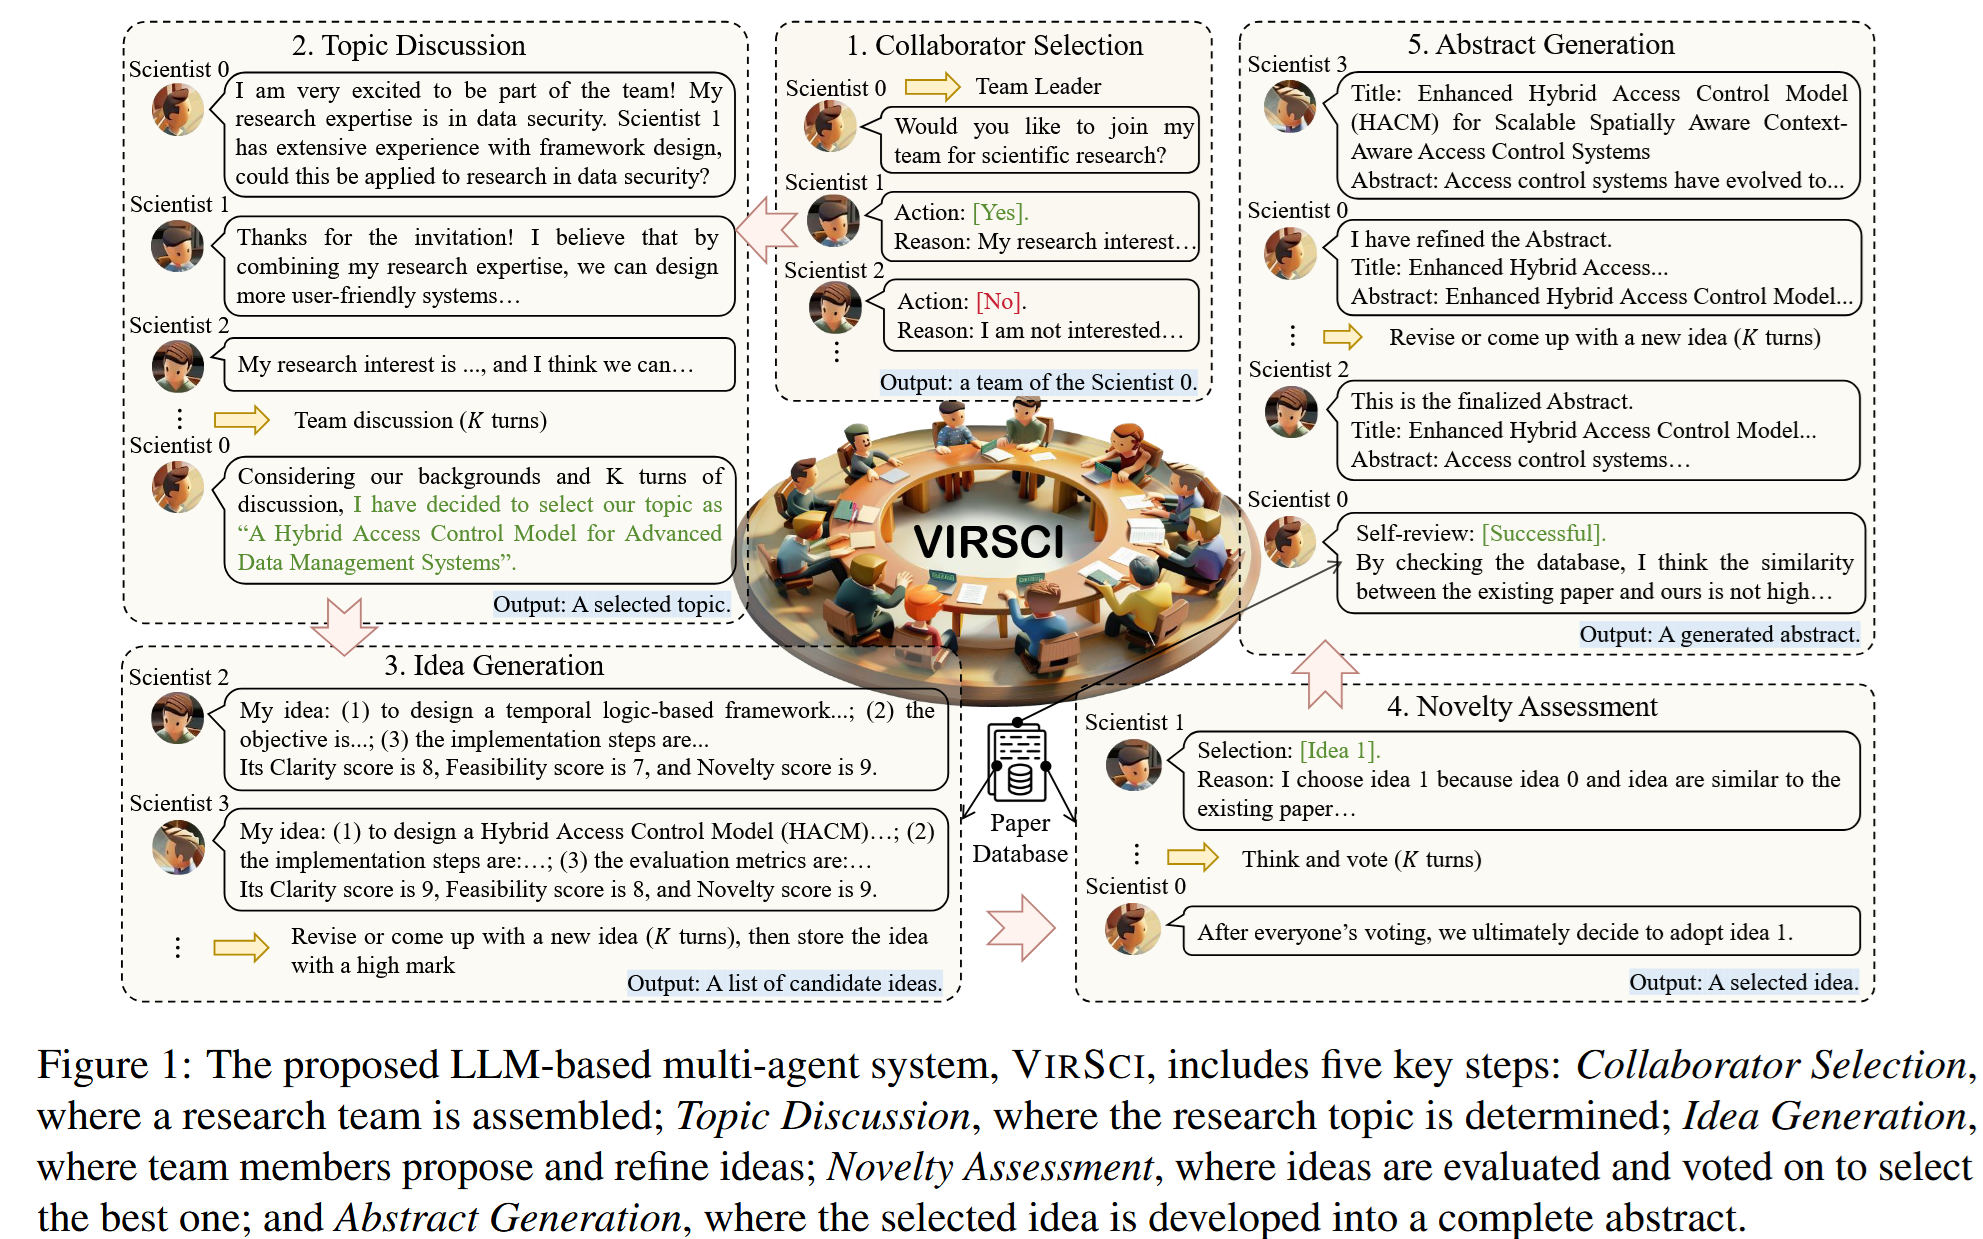 2. Topic Discussion
Scientist 0
I am very excited to be part of the team! My
research expertise is in data security. Scientist 1
has extensive experience with framework design,
could this be applied to research in data security?
Scientist 1
Thanks for the invitation! I believe that by
combining my research expertise, we can design
more user-friendly systems…
Scientist 2
My research interest is ..., and I think we can…
⋮
Team discussion (K turns)
Scientist 0
Considering our backgrounds and K turns of
discussion, I have decided to select our topic as
“A Hybrid Access Control Model for Advanced
Data Management Systems”.
Output: A selected topic.
1. Collaborator Selection
Scientist 0
Team Leader
Would you like to join my
team for scientific research?
Scientist 1
Action: [Yes].
Reason: My research interest…
Scientist 2
Action: [No].
Reason: I am not interested…
⋮
Output: a team of the Scientist 0.
VIRSCI
3. Idea Generation
Scientist 2
My idea: (1) to design a temporal logic-based framework...; (2) the
objective is...; (3) the implementation steps are...
Its Clarity score is 8, Feasibility score is 7, and Novelty score is 9.
Scientist 3
My idea: (1) to design a Hybrid Access Control Model (HACM)…; (2)
the implementation steps are:…; (3) the evaluation metrics are:…
Its Clarity score is 9, Feasibility score is 8, and Novelty score is 9.
⋮
Revise or come up with a new idea (K turns), then store the idea
with a high mark
Output: A list of candidate ideas.
Paper
Database
4. Novelty Assessment
Scientist 1
Selection: [Idea 1].
Reason: I choose idea 1 because idea 0 and idea are similar to the
existing paper…
⋮
Think and vote (K turns)
Scientist 0
After everyone’s voting, we ultimately decide to adopt idea 1.
Output: A selected idea.
5. Abstract Generation
Scientist 3
Title: Enhanced Hybrid Access Control Model
(HACM) for Scalable Spatially Aware Context-
Aware Access Control Systems
Abstract: Access control systems have evolved to...
Scientist 0
I have refined the Abstract.
Title: Enhanced Hybrid Access...
Abstract: Enhanced Hybrid Access Control Model...
⋮
Revise or come up with a new idea (K turns)
Scientist 2
This is the finalized Abstract.
Title: Enhanced Hybrid Access Control Model...
Abstract: Access control systems…
Scientist 0
Self-review: [Successful].
By checking the database, I think the similarity
between the existing paper and ours is not high…
Output: A generated abstract.
Figure 1: The proposed LLM-based multi-agent system, VIRSCI, includes five key steps: Collaborator Selection,
where a research team is assembled; Topic Discussion, where the research topic is determined; Idea Generation,
where team members propose and refine ideas; Novelty Assessment, where ideas are evaluated and voted on to select
the best one; and Abstract Generation, where the selected idea is developed into a complete abstract.